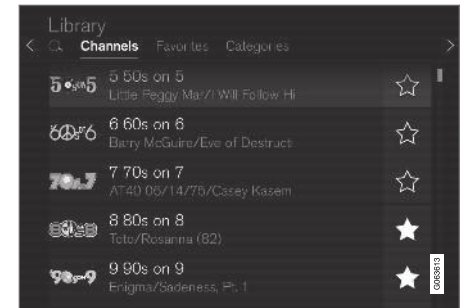 Library
Channels Favorites Categories
5 50s on 5
Little Peggy Mar/I Will Follow Hi
6 60s on 6
Barry McGuire/Eve of Destruct
7 70s on 7
AT40 06/14/75/Casey Kasem
8 80s on 8
Toto/Rosanna (82)
9 90s on 9
Enigma/Sadeness, Pt. 1
G063613